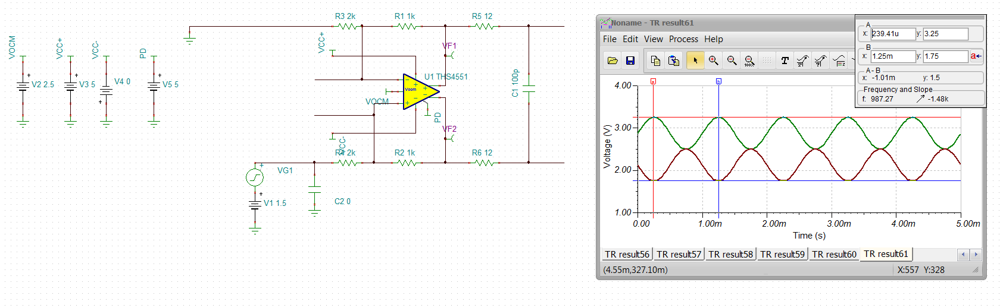 VOCM
V2 2.5
VCC+
V3 5
VCC-
V4 0
PD
V5 5
R3 2k
R1 1k
R5 12
VCC+
VF1
U1 THS4551
Vocm
VOCM
PD
C1 100p
VF2
VCC-
R4 2k
R2 1k
R6 12
VG1
V1 1.5
C2 0
Noname - TR result61
File Edit View Process Help
A
x: 239.41u y: 3.25
B
x: 1.25m y: 1.75 a
A - B
x: -1.01m y: 1.5
Frequency and Slope
f: 987.27 -1.48k
100%
T
a b
4.00
3.00
2.00
1.00
Voltage (V)
0.00 1.00m 2.00m 3.00m 4.00m 5.00m
Time (s)
TR result56 TR result57 TR result58 TR result59 TR result60 TR result61
(4.55m,327.10m) X:557 Y:328